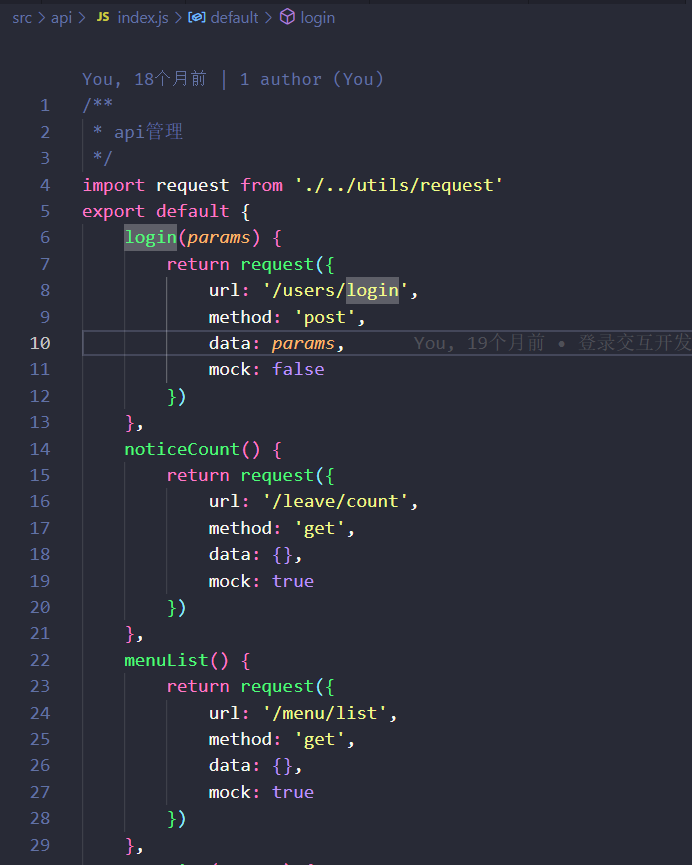 src > api > JS index.js > default > login
You, 18个月前 | 1 author (You)
1 /**
2  * api管理
3  */
4 import request from './../utils/request'
5 export default {
6     login(params) {
7         return request({
8             url: '/users/login',
9             method: 'post',
10             data: params,      You, 19个月前 • 登录交互开发
11             mock: false
12         })
13     },
14     noticeCount() {
15         return request({
16             url: '/leave/count',
17             method: 'get',
18             data: {},
19             mock: true
20         })
21     },
22     menuList() {
23         return request({
24             url: '/menu/list',
25             method: 'get',
26             data: {},
27             mock: true
28         })
29     },